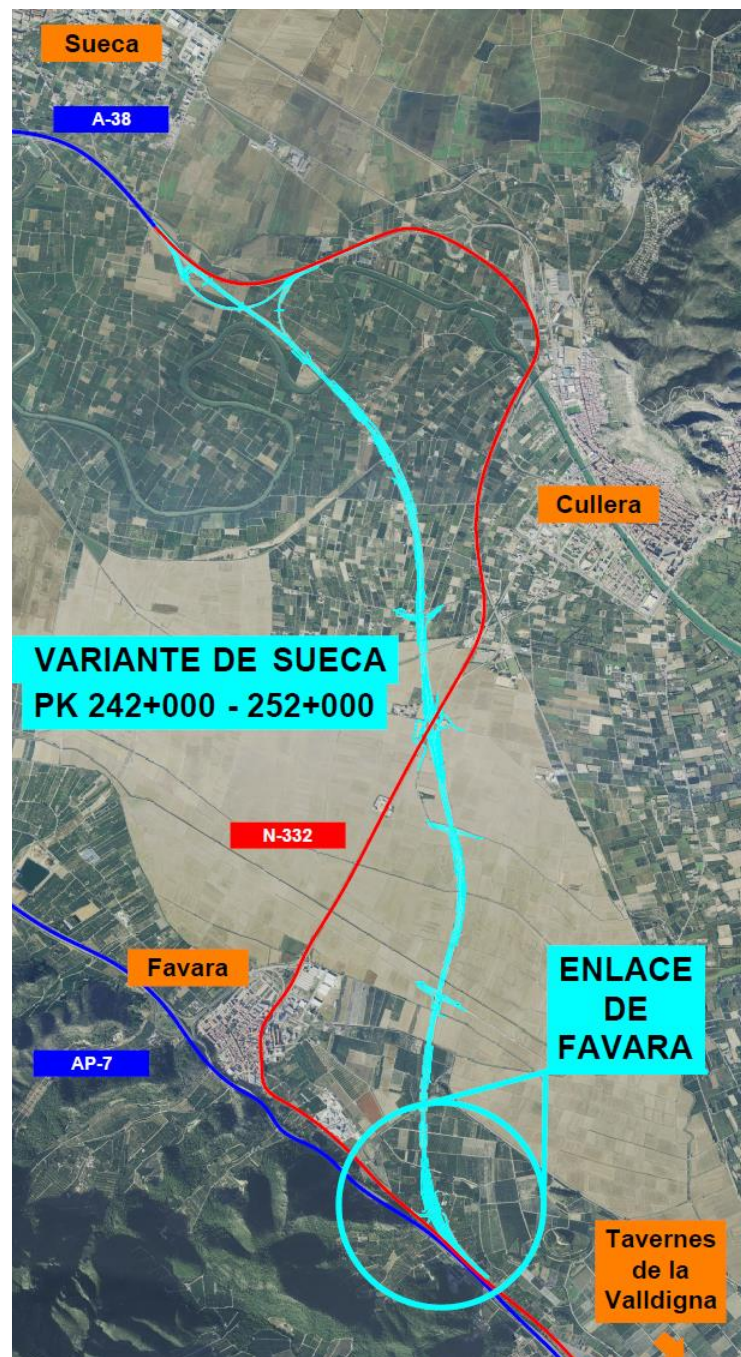 Sueca
A-38
Cullera
VARIANTE DE SUECA
PK 242+000 - 252+000
N-332
Favara
ENLACE
DE
FAVARA
AP-7
Tavernes
de la
Valldigna